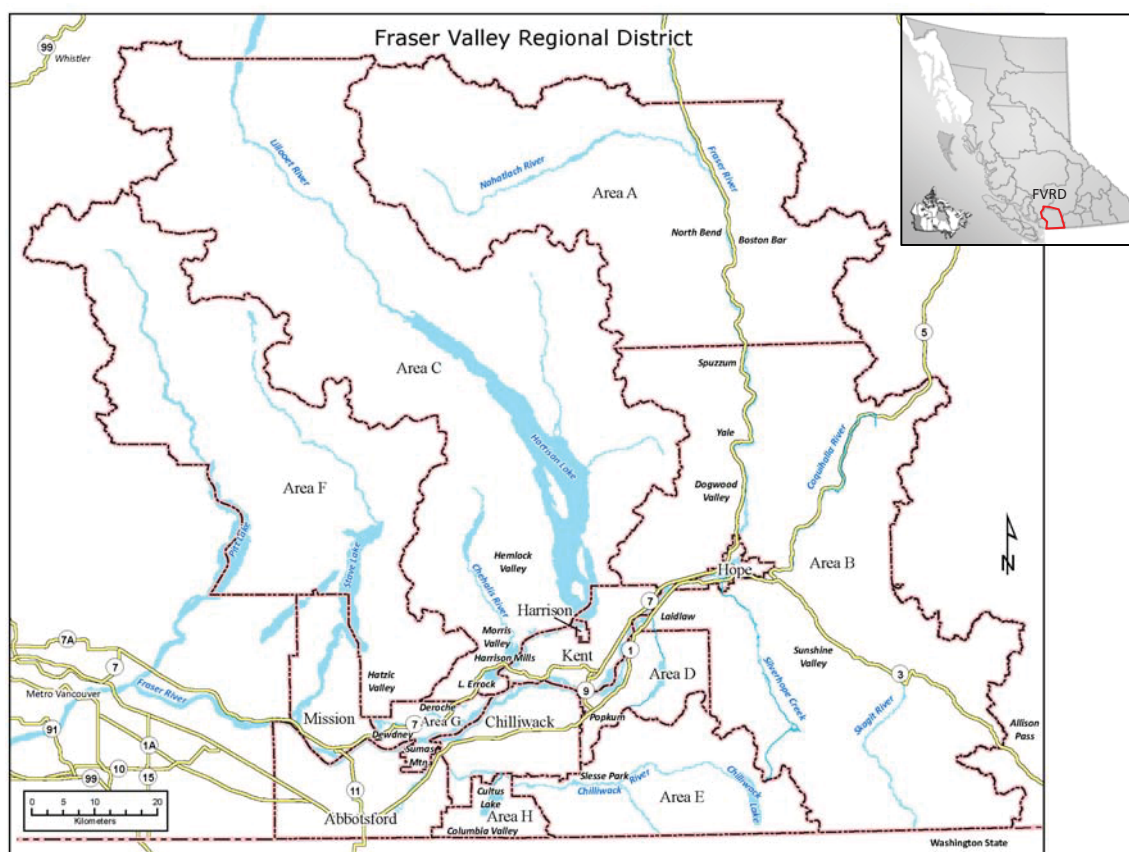 Fraser Valley Regional District
99
Whistler
FVRD
Lillooet River
Nahatlach River
Fraser River
Area A
North Bend
Boston Bar
5
Spuzzum
Area C
Yale
Coquihalla River
Harrison Lake
Dogwood
Valley
Area F
Pitt Lake
Stave Lake
Hemlock
Valley
Chehalis River
Hope
Area B
N
7
Harrison
Laidlaw
7A
7
Morris
Valley
Kent
1
Sunshine
Valley
Harrison Mills
Hatzic
Valley
L. Errock
Area D
Silverhope Creek
3
Metro Vancouver
Fraser River
9
Deroche
Area G
Chilliwack
Popkum
Skagit River
Allison
Pass
Mission
7
Dewdney
Sumas
Mtn
91
1A
99
10
15
11
Slesse Park
Chilliwack
River
Chilliwack
Lake
Cultus
Lake
Area E
0 5 10 20
Kilometers
Abbotsford
Area H
Columbia Valley
Washington State